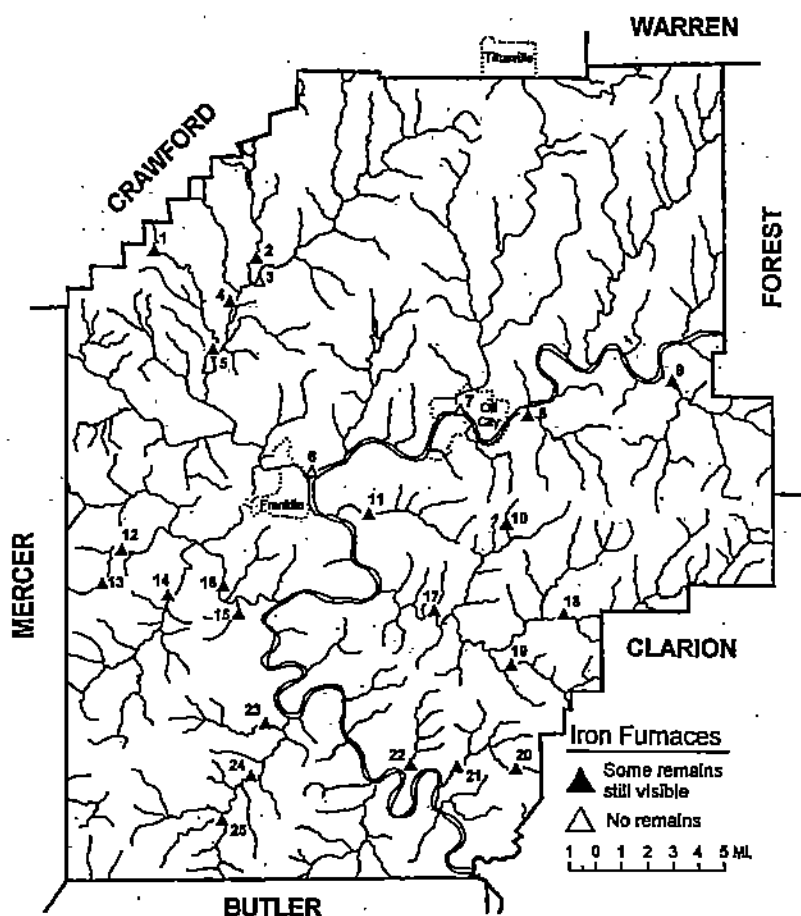 WARREN
Titusville
CRAWFORD
FOREST
1
2
3
4
5
9
7
Oil
City
8
6
Franklin
11
10
12
13
14
16
15
17
18
19
MERCER
CLARION
23
24
25
22
21
20
Iron Furnaces
Some remains
still visible
No remains
1 0 1 2 3 4 5 MI.
BUTLER